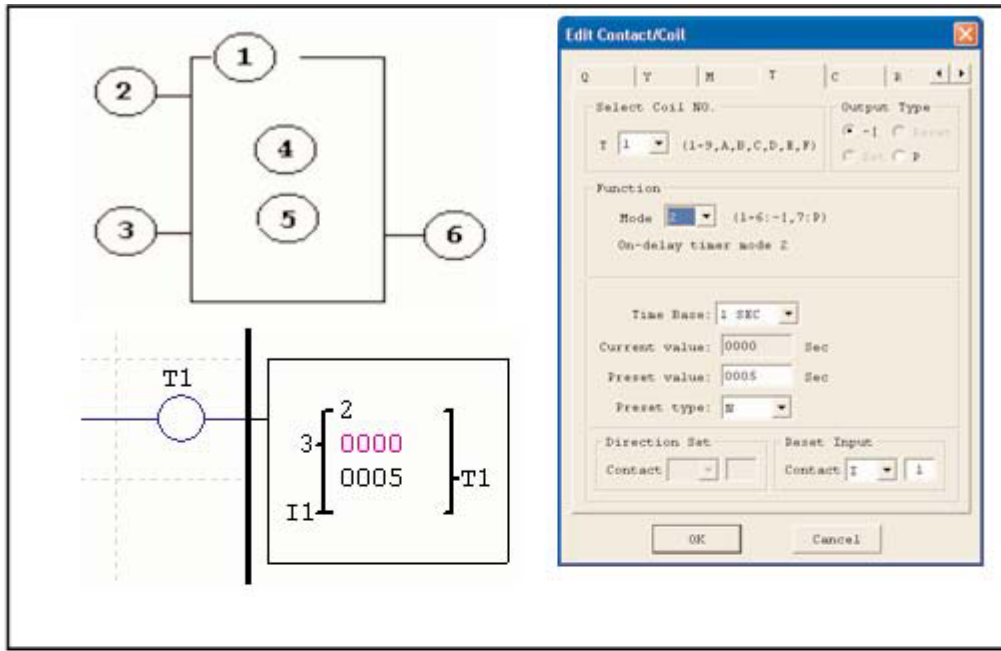 1
2
3
4
5
6
T1
2
3 0000
0005
T1
I1
Edit Contact/Coil
Q Y M T C R
Select Coil NO.
T 1 (1-9,A,B,C,D,E,F)
Output Type
-[ Reset
Set P
Function
Mode 2 (1-6:-[,7:P)
On-delay timer mode 2
Time Base: 1 SEC
Current value: 0000 Sec
Preset value: 0005 Sec
Preset type: N
Direction Set
Contact
Reset Input
Contact I 1
OK Cancel